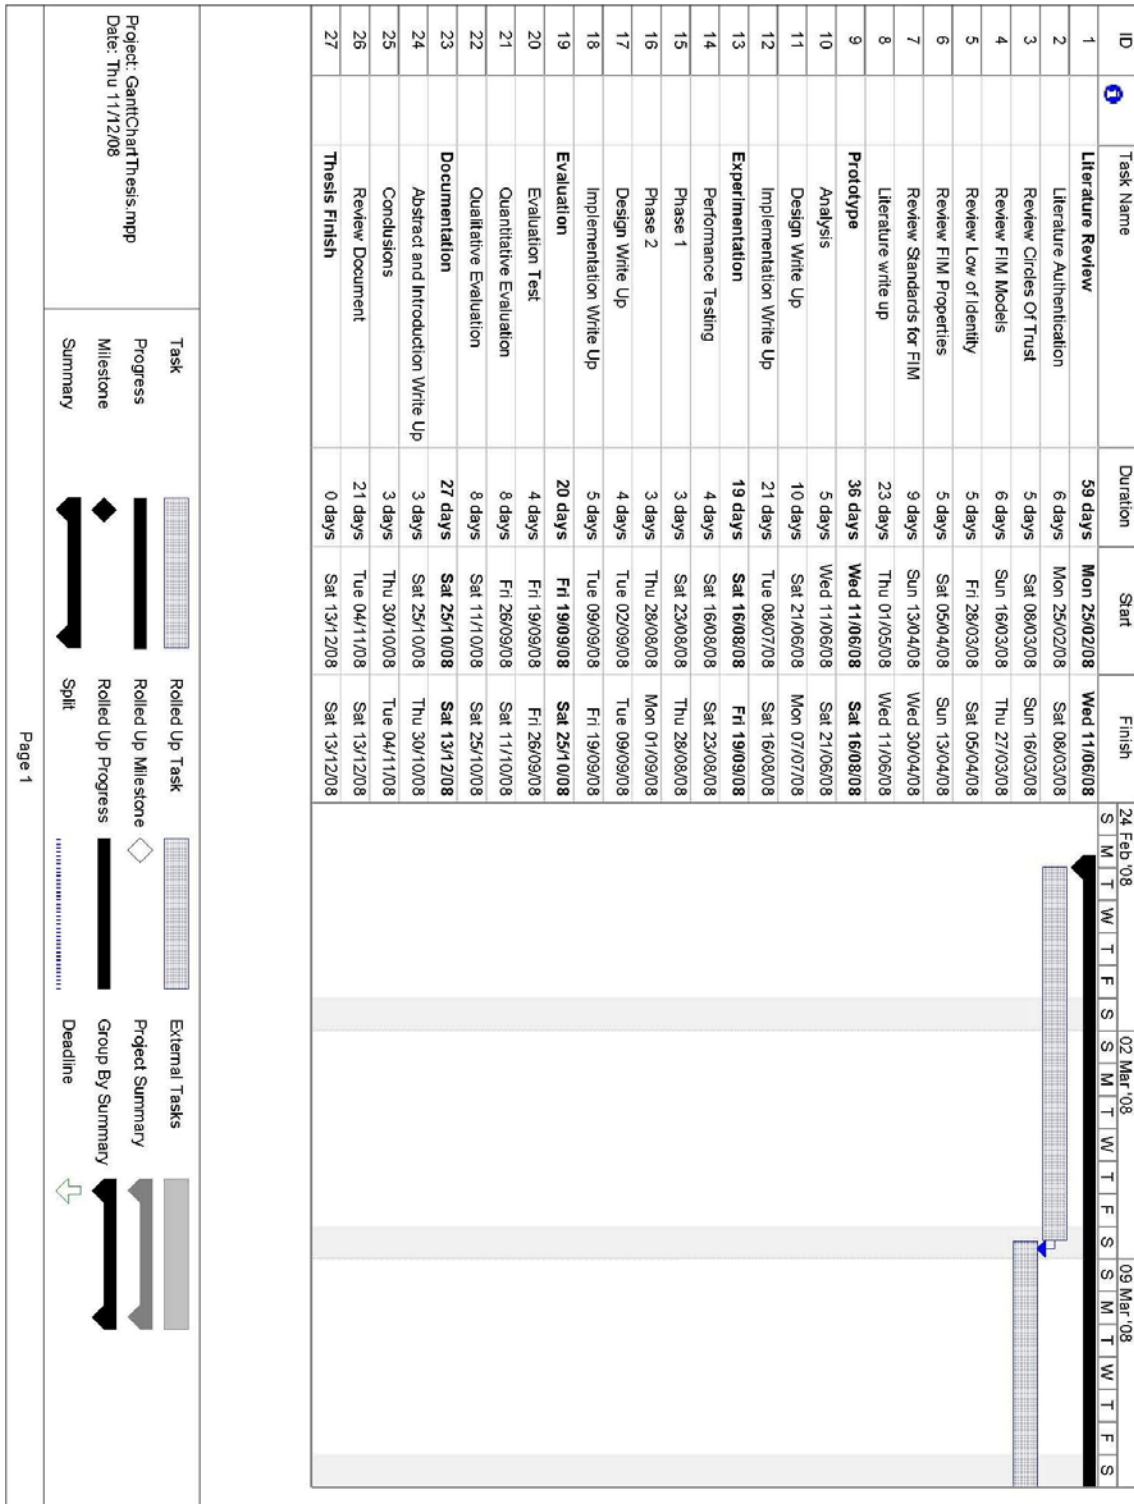 ID Task Name Duration Start Finish 24 Feb '08 02 Mar '08 09 Mar '08
S M T W T F S S M T W T F S S M T W T F S
1 Literature Review 59 days Mon 25/02/08 Wed 11/06/08
2 Literature Authentication 6 days Mon 25/02/08 Sat 08/03/08
3 Review Circles Of Trust 5 days Sat 08/03/08 Sun 16/03/08
4 Review FIM Models 6 days Sun 16/03/08 Thu 27/03/08
5 Review Low of Identity 5 days Fri 28/03/08 Sat 05/04/08
6 Review FIM Properties 5 days Sat 05/04/08 Sun 13/04/08
7 Review Standards for FIM 9 days Sun 13/04/08 Wed 30/04/08
8 Literature write up 23 days Thu 01/05/08 Wed 11/06/08
9 Prototype 36 days Wed 11/06/08 Sat 16/08/08
10 Analysis 5 days Wed 11/06/08 Sat 21/06/08
11 Design Write Up 10 days Sat 21/06/08 Mon 07/07/08
12 Implementation Write Up 21 days Tue 08/07/08 Sat 16/08/08
13 Experimentation 19 days Sat 16/08/08 Fri 19/09/08
14 Performance Testing 4 days Sat 16/08/08 Sat 23/08/08
15 Phase 1 3 days Sat 23/08/08 Thu 28/08/08
16 Phase 2 3 days Thu 28/08/08 Mon 01/09/08
17 Design Write Up 4 days Tue 02/09/08 Tue 09/09/08
18 Implementation Write Up 5 days Tue 09/09/08 Fri 19/09/08
19 Evaluation 20 days Fri 19/09/08 Sat 25/10/08
20 Evaluation Test 4 days Fri 19/09/08 Fri 26/09/08
21 Quantitative Evaluation 8 days Fri 26/09/08 Sat 11/10/08
22 Qualitative Evaluation 8 days Sat 11/10/08 Sat 25/10/08
23 Documentation 27 days Sat 25/10/08 Sat 13/12/08
24 Abstract and Introduction Write Up 3 days Sat 25/10/08 Thu 30/10/08
25 Conclusions 3 days Thu 30/10/08 Tue 04/11/08
26 Review Document 21 days Tue 04/11/08 Sat 13/12/08
27 Thesis Finish 0 days Sat 13/12/08 Sat 13/12/08
Project: GanttChartThesis.mpp
Date: Thu 11/12/08
Task Rolled Up Task External Tasks
Progress Rolled Up Milestone Project Summary
Milestone Rolled Up Progress Group By Summary
Summary Split Deadline
Page 1